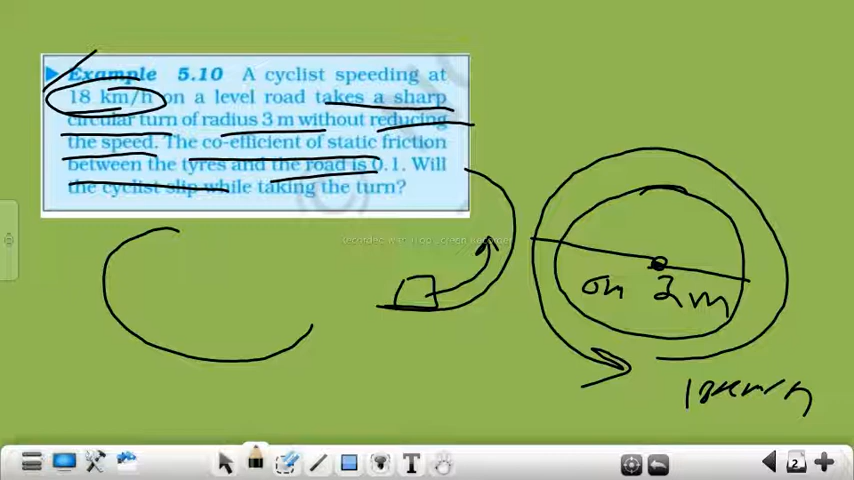 Example 5.10 A cyclist speeding at
18 km/h on a level road takes a sharp
circular turn of radius 3 m without reducing
the speed. The co-efficient of static friction
between the tyres and the road is 0.1. Will
the cyclist slip while taking the turn?
on 3m
18km/h
T
2